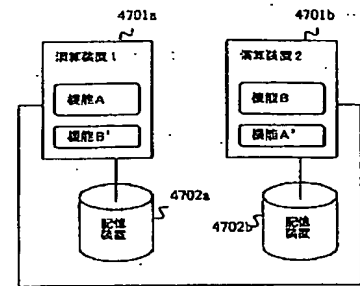 4701a
4701b
演算装置1
演算装置2
機能A
機能B
機能B'
機能A'
4702a
4702b
記憶
装置
記憶
装置